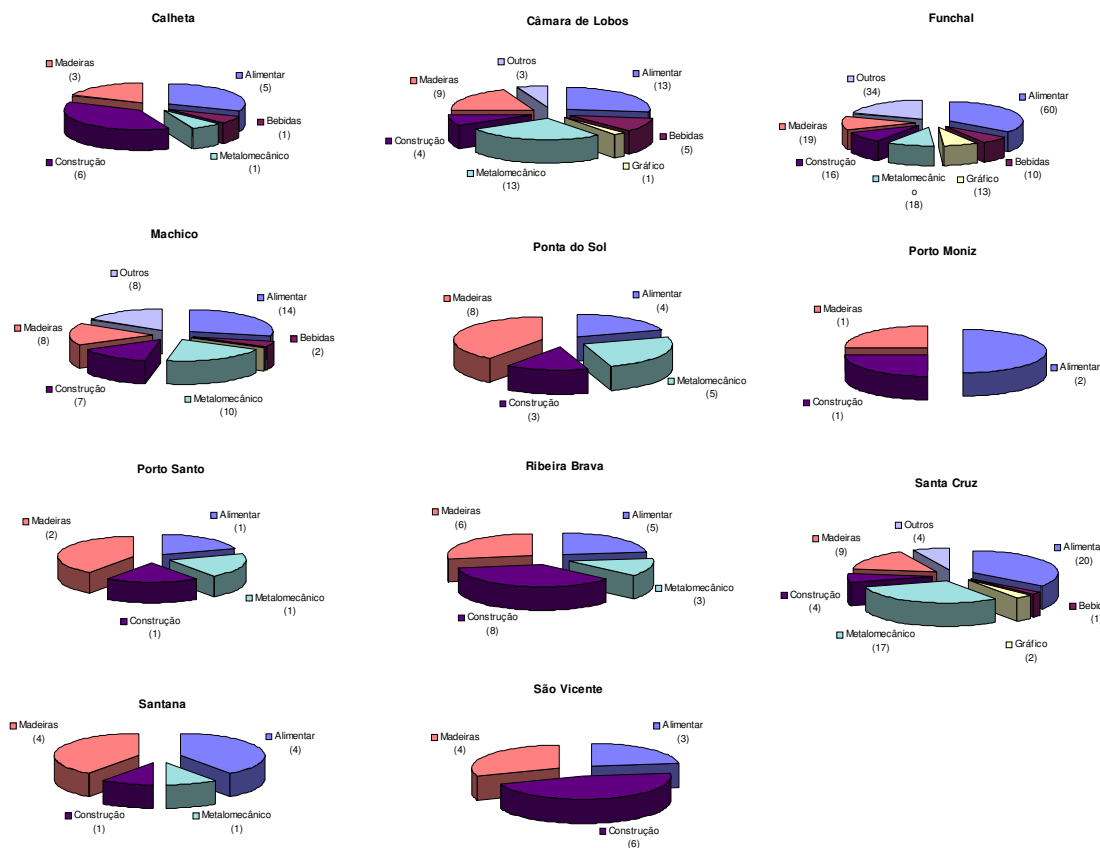 Calheta
Madeiras
(3)
Alimentar
(5)
Bebidas
(1)
Metalomecânico
(1)
Construção
(6)
Câmara de Lobos
Outros
(3)
Madeiras
(9)
Alimentar
(13)
Bebidas
(5)
Gráfico
(1)
Metalomecânico
(13)
Construção
(4)
Funchal
Outros
(34)
Alimentar
(60)
Madeiras
(19)
Construção
(16)
Metalomecânic
o
(18)
Gráfico
(13)
Bebidas
(10)
Machico
Outros
(8)
Alimentar
(14)
Madeiras
(8)
Bebidas
(2)
Construção
(7)
Metalomecânico
(10)
Ponta do Sol
Madeiras
(8)
Alimentar
(4)
Metalomecânico
(5)
Construção
(3)
Porto Moniz
Madeiras
(1)
Alimentar
(2)
Construção
(1)
Porto Santo
Madeiras
(2)
Alimentar
(1)
Metalomecânico
(1)
Construção
(1)
Ribeira Brava
Madeiras
(6)
Alimentar
(5)
Metalomecânico
(3)
Construção
(8)
Santa Cruz
Outros
(4)
Madeiras
(9)
Alimenta
(20)
Construção
(4)
Bebid
(1
Metalomecânico
(17)
Gráfico
(2)
Santana
Madeiras
(4)
Alimentar
(4)
Construção
(1)
Metalomecânico
(1)
São Vicente
Madeiras
(4)
Alimentar
(3)
Construção
(6)